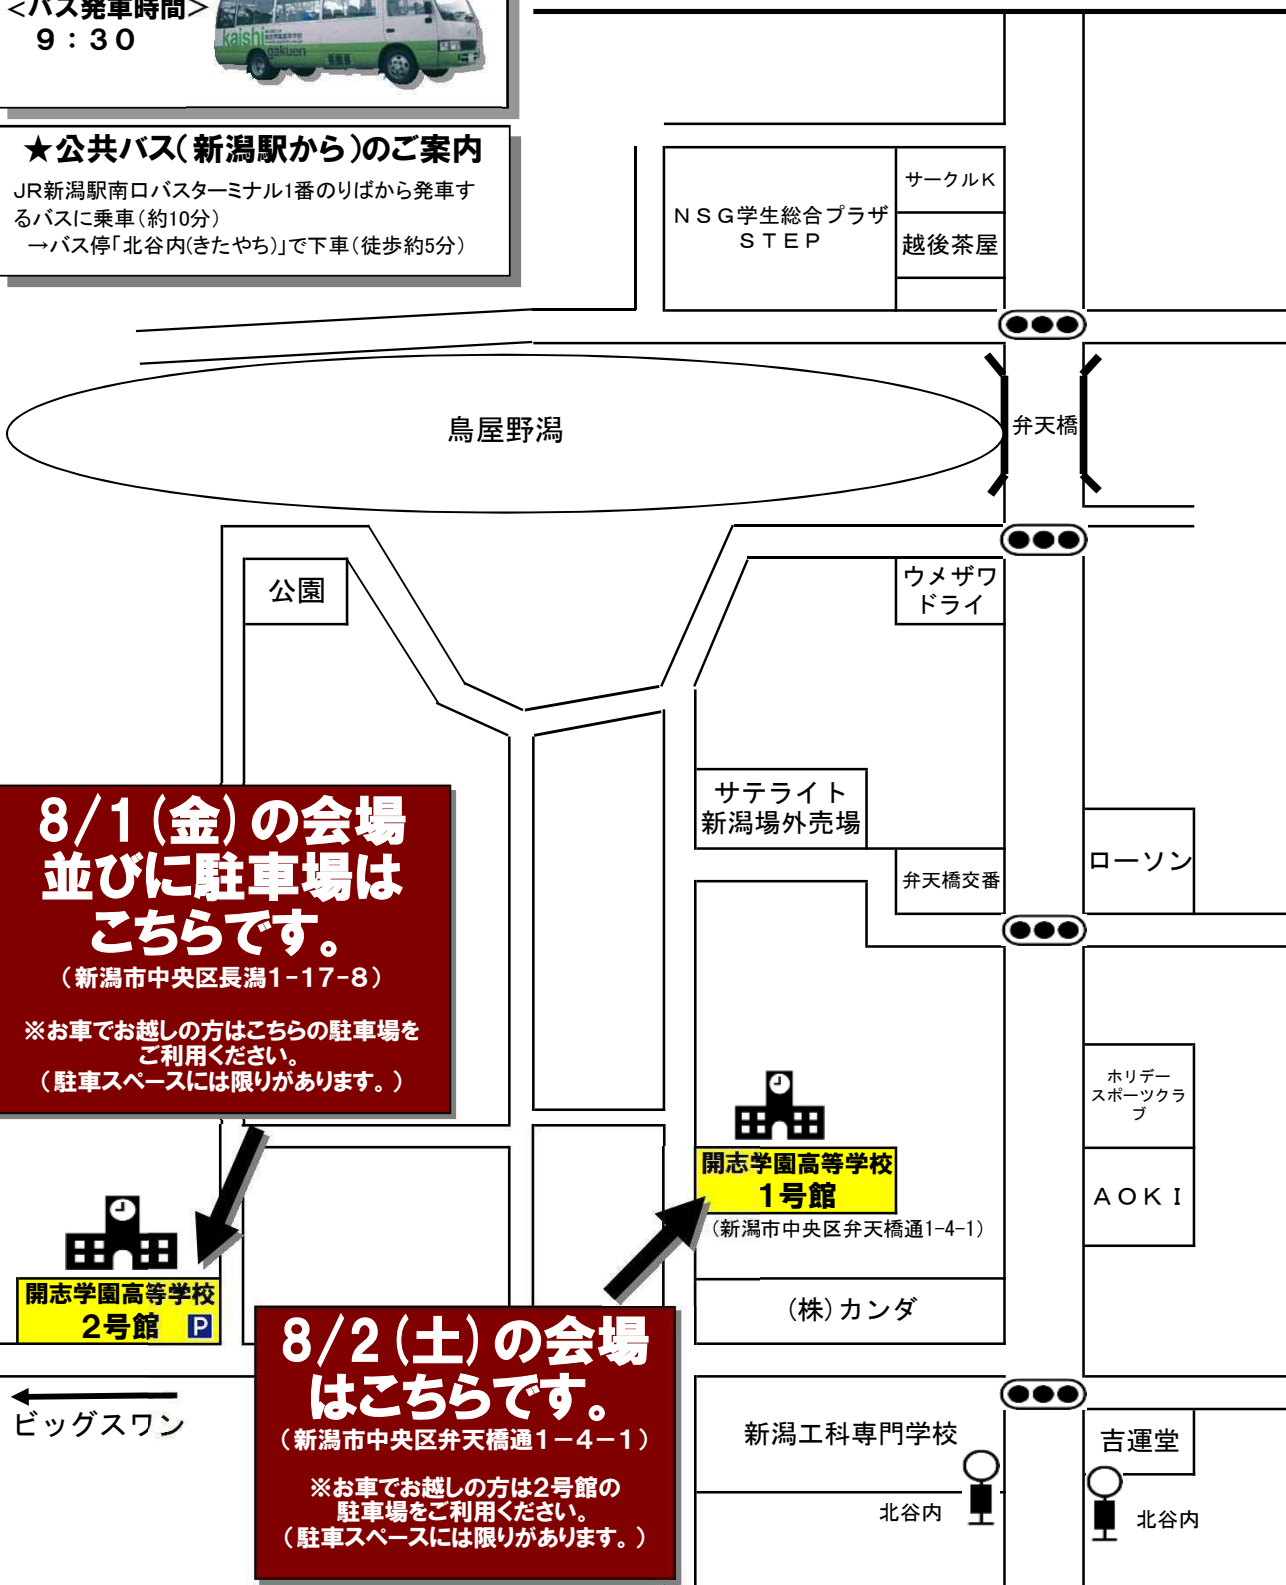 <バス発車時間>
9：30
kaishi
gakuen
★公共バス(新潟駅から)のご案内
JR新潟駅南口バスターミナル1番のりばから発車す
るバスに乗車(約10分)
→バス停「北谷内(きたやち)」で下車(徒歩約5分)
NSG学生総合プラザ
STEP
サークルK
越後茶屋
鳥屋野潟
弁天橋
公園
ウメザワ
ドライ
サテライト
新潟場外売場
弁天橋交番
ローソン
8/1(金)の会場
並びに駐車場は
こちらです。
(新潟市中央区長潟1-17-8)
※お車でお越しの方はこちらの駐車場を
ご利用ください。
(駐車スペースには限りがあります。)
ホリデー
スポーツクラ
ブ
AOKI
開志学園高等学校
1号館
(新潟市中央区弁天橋通1-4-1)
開志学園高等学校
2号館 P
(株)カンダ
8/2(土)の会場
はこちらです。
(新潟市中央区弁天橋通1－4－1)
※お車でお越しの方は2号館の
駐車場をご利用ください。
(駐車スペースには限りがあります。)
ビッグスワン
新潟工科専門学校
吉運堂
北谷内
北谷内